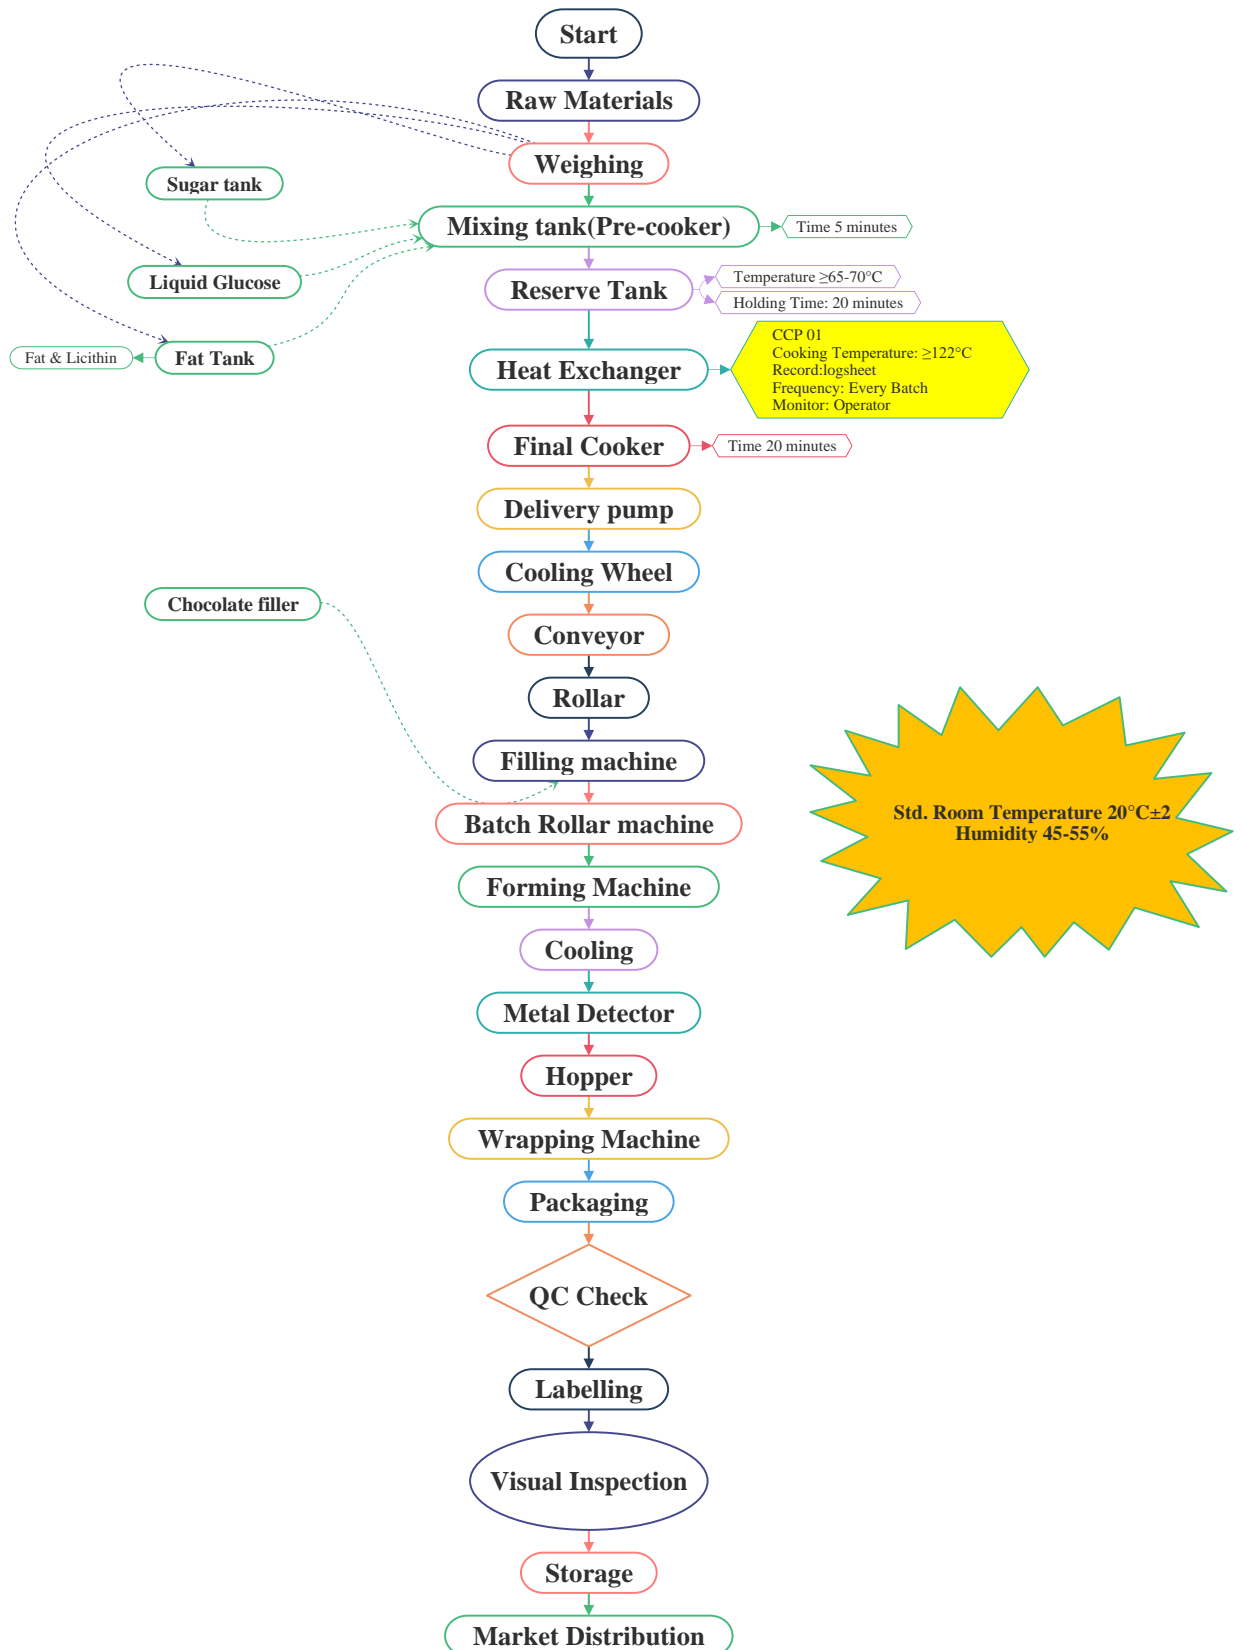 Start
Raw Materials
Weighing
Sugar tank
Mixing tank(Pre-cooker)
Time 5 minutes
Liquid Glucose
Reserve Tank
Temperature ≥65-70°C
Holding Time: 20 minutes
Fat & Licithin
Fat Tank
Heat Exchanger
CCP 01
Cooking Temperature: ≥122°C
Record:logsheet
Frequency: Every Batch
Monitor: Operator
Final Cooker
Time 20 minutes
Delivery pump
Cooling Wheel
Chocolate filler
Conveyor
Rollar
Filling machine
Batch Rollar machine
Std. Room Temperature 20°C±2
Humidity 45-55%
Forming Machine
Cooling
Metal Detector
Hopper
Wrapping Machine
Packaging
QC Check
Labelling
Visual Inspection
Storage
Market Distribution